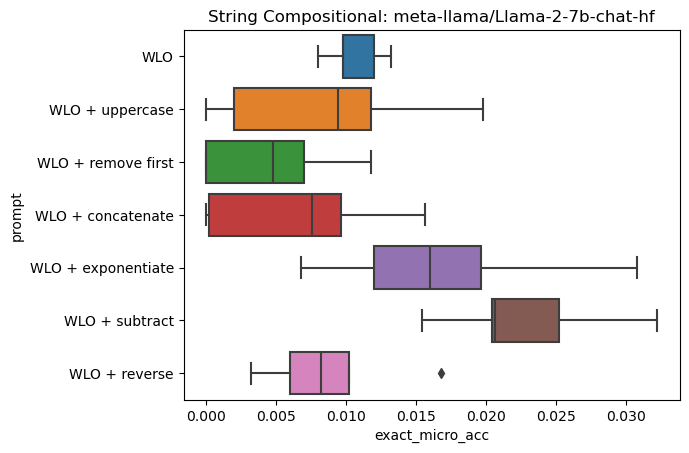 String Compositional: meta-llama/Llama-2-7b-chat-hf
WLO
WLO + uppercase
WLO + remove first
WLO + concatenate
WLO + exponentiate
WLO + subtract
WLO + reverse
prompt
0.000 0.005 0.010 0.015 0.020 0.025 0.030
exact_micro_acc